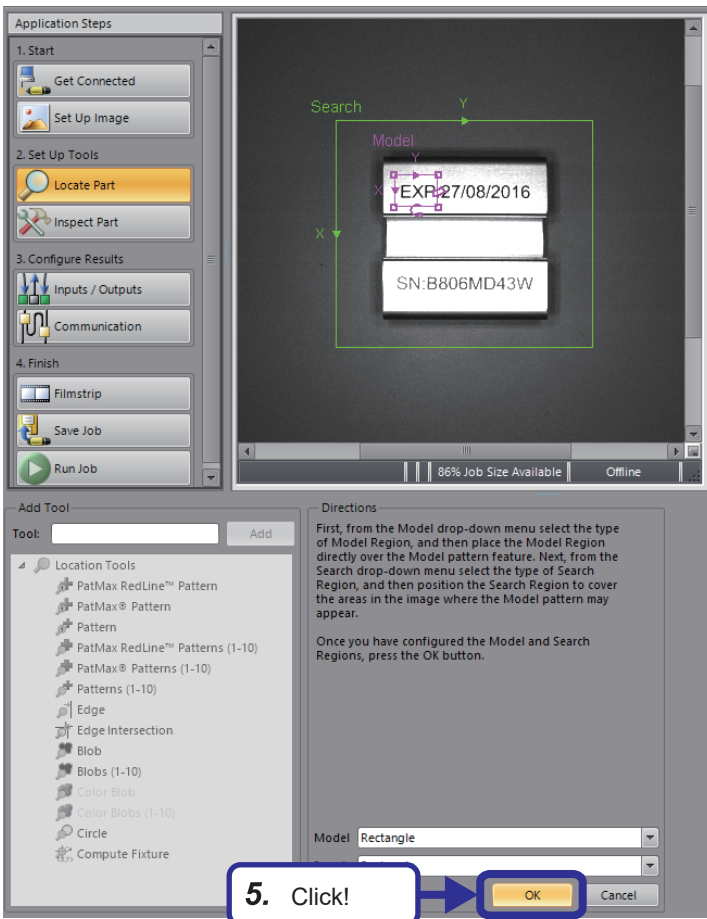 Application Steps
1. Start
Get Connected
Set Up Image
2. Set Up Tools
Locate Part
Inspect Part
3. Configure Results
Inputs / Outputs
Communication
4. Finish
Filmstrip
Save Job
Run Job
Search
Y
Model
Y
X
EXP.27/08/2016
X
SN:B806MD43W
86% Job Size Available
Offline
Add Tool
Tool:
Add
Location Tools
PatMax RedLine™ Pattern
PatMax® Pattern
Pattern
PatMax RedLine™ Patterns (1-10)
PatMax® Patterns (1-10)
Patterns (1-10)
Edge
Edge Intersection
Blob
Blobs (1-10)
Color Blob
Color Blobs (1-10)
Circle
Compute Fixture
Directions
First, from the Model drop-down menu select the type
of Model Region, and then place the Model Region
directly over the Model pattern feature. Next, from the
Search drop-down menu select the type of Search
Region, and then position the Search Region to cover
the areas in the image where the Model pattern may
appear.
Once you have configured the Model and Search
Regions, press the OK button.
Model
Rectangle
5. Click!
OK
Cancel